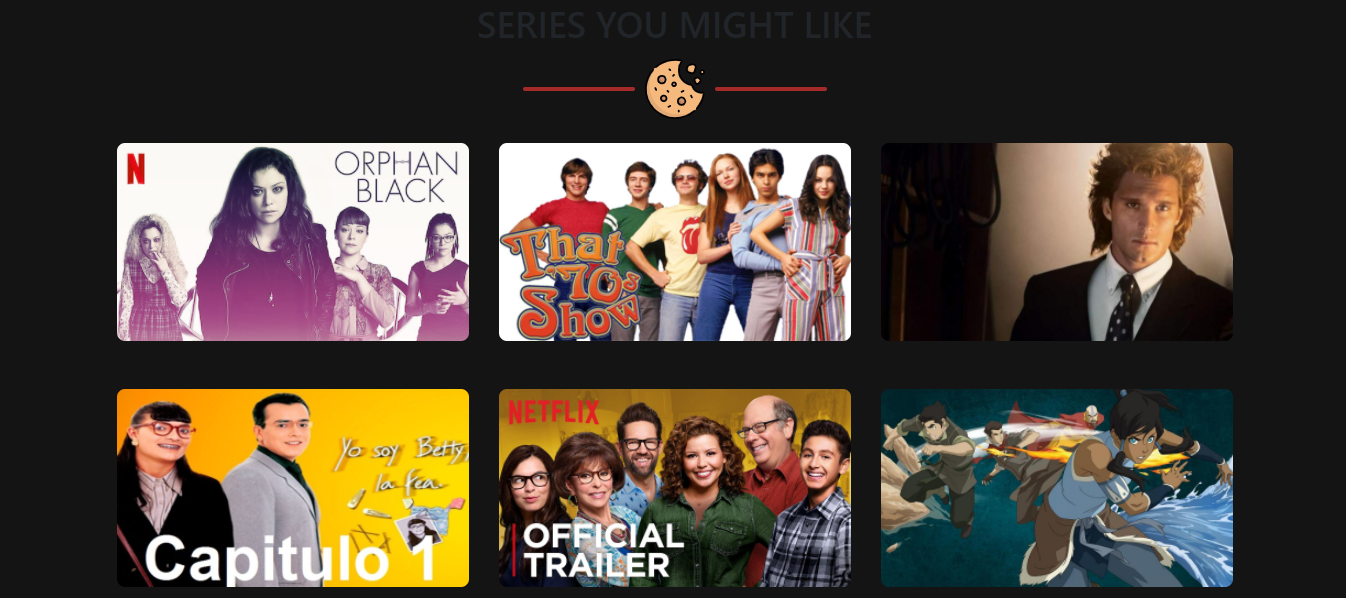 SERIES YOU MIGHT LIKE
N
ORPHAN
BLACK
That
'70s
Show
Yo soy Betty,
la fea
Capitulo 1
NETFLIX
OFFICIAL
TRAILER